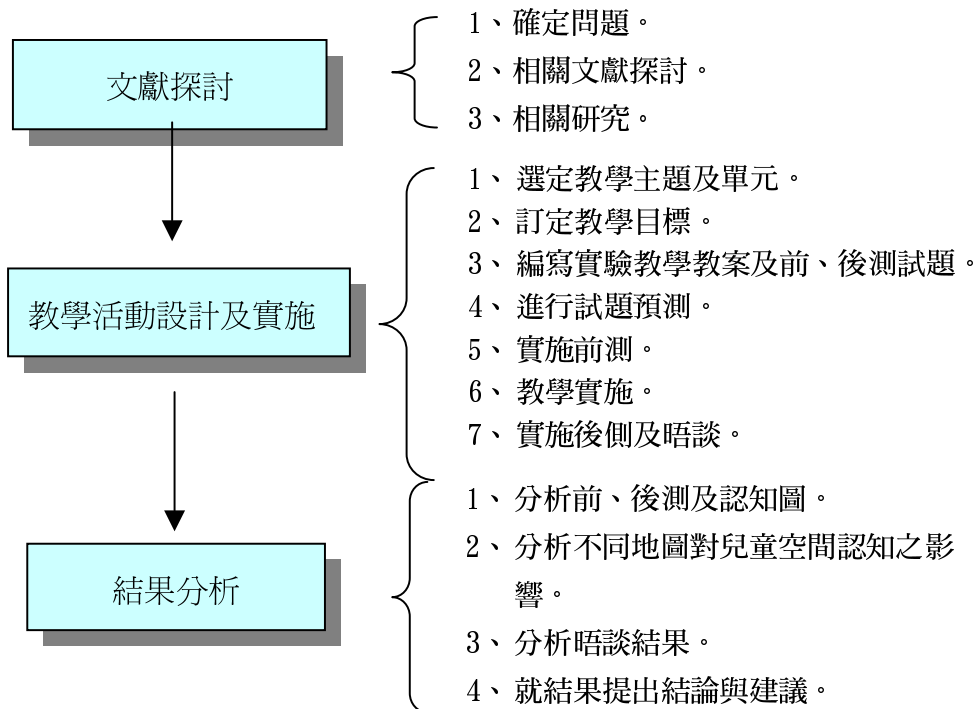 文獻探討
1、確定問題。
2、相關文獻探討。
3、相關研究。
教學活動設計及實施
1、選定教學主題及單元。
2、訂定教學目標。
3、編寫實驗教學教案及前、後測試題。
4、進行試題預測。
5、實施前測。
6、教學實施。
7、實施後側及晤談。
結果分析
1、分析前、後測及認知圖。
2、分析不同地圖對兒童空間認知之影
響。
3、分析晤談結果。
4、就結果提出結論與建議。